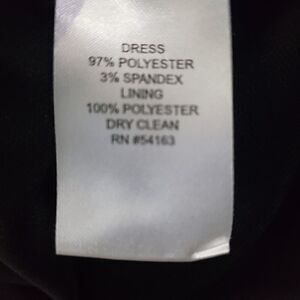 DRESS
97% POLYESTER
3% SPANDEX
LINING
100% POLYESTER
DRY CLEAN
RN #54163